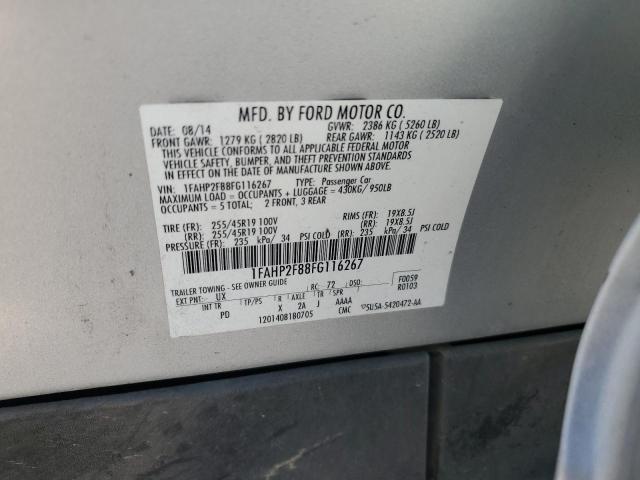 MFD. BY FORD MOTOR CO.
DATE: 08/14 GVWR: 2386 KG ( 5260 LB)
FRONT GAWR: 1279 KG ( 2820 LB) REAR GAWR: 1143 KG ( 2520 LB)
THIS VEHICLE CONFORMS TO ALL APPLICABLE FEDERAL MOTOR
VEHICLE SAFETY, BUMPER, AND THEFT PREVENTION STANDARDS
IN EFFECT ON THE DATE OF MANUFACTURE SHOWN ABOVE.
VEHICLE: 1FAHP2F88FG116267 TYPE: Passenger Car
MAXIMUM LOAD = OCCUPANTS + LUGGAGE = 430KG/ 950LB
OCCUPANTS = 5 TOTAL: 2 FRONT, 3 REAR
TIRE (FR): 255/45R19 100V RIMS (FR): 19X8.5J
(RR): 255/45R19 100V (RR): 19X8.5J
PRESSURE (FR): 235 kPa/ 34 PSI COLD (RR): 235 kPa/ 34 PSI COLD
1FAHP2F88FG116267
TRAILER TOWING - SEE OWNER GUIDE RC: 72 DSO: F0059
EXT PNT: UX TP/PS R AXLE TR SPR R0103
PD X 2A J AAAA
1201408180705 CMC 5U5A-5420472-AA